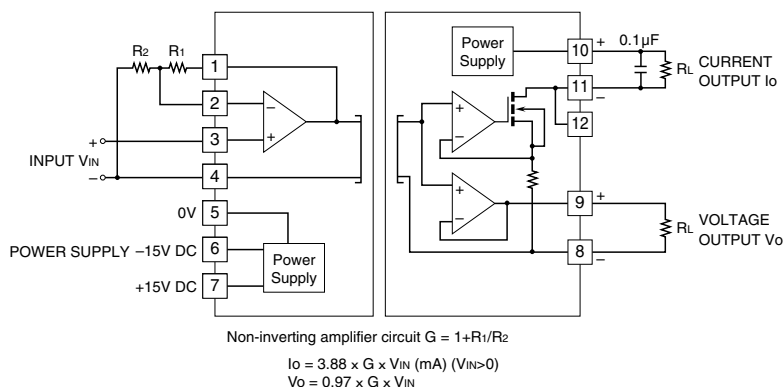 R2 R1
1
2
3
4
5
6
7
−
+
+
−
INPUT VIN
0V
POWER SUPPLY −15V DC
+15V DC
Power
Supply
Power
Supply
+
−
+
−
10
11
12
9
8
+
−
0.1µF
RL
CURRENT
OUTPUT Io
+
−
RL
VOLTAGE
OUTPUT Vo
Non-inverting amplifier circuit G = 1+R1/R2
Io = 3.88 x G x VIN (mA) (VIN>0)
Vo = 0.97 x G x VIN